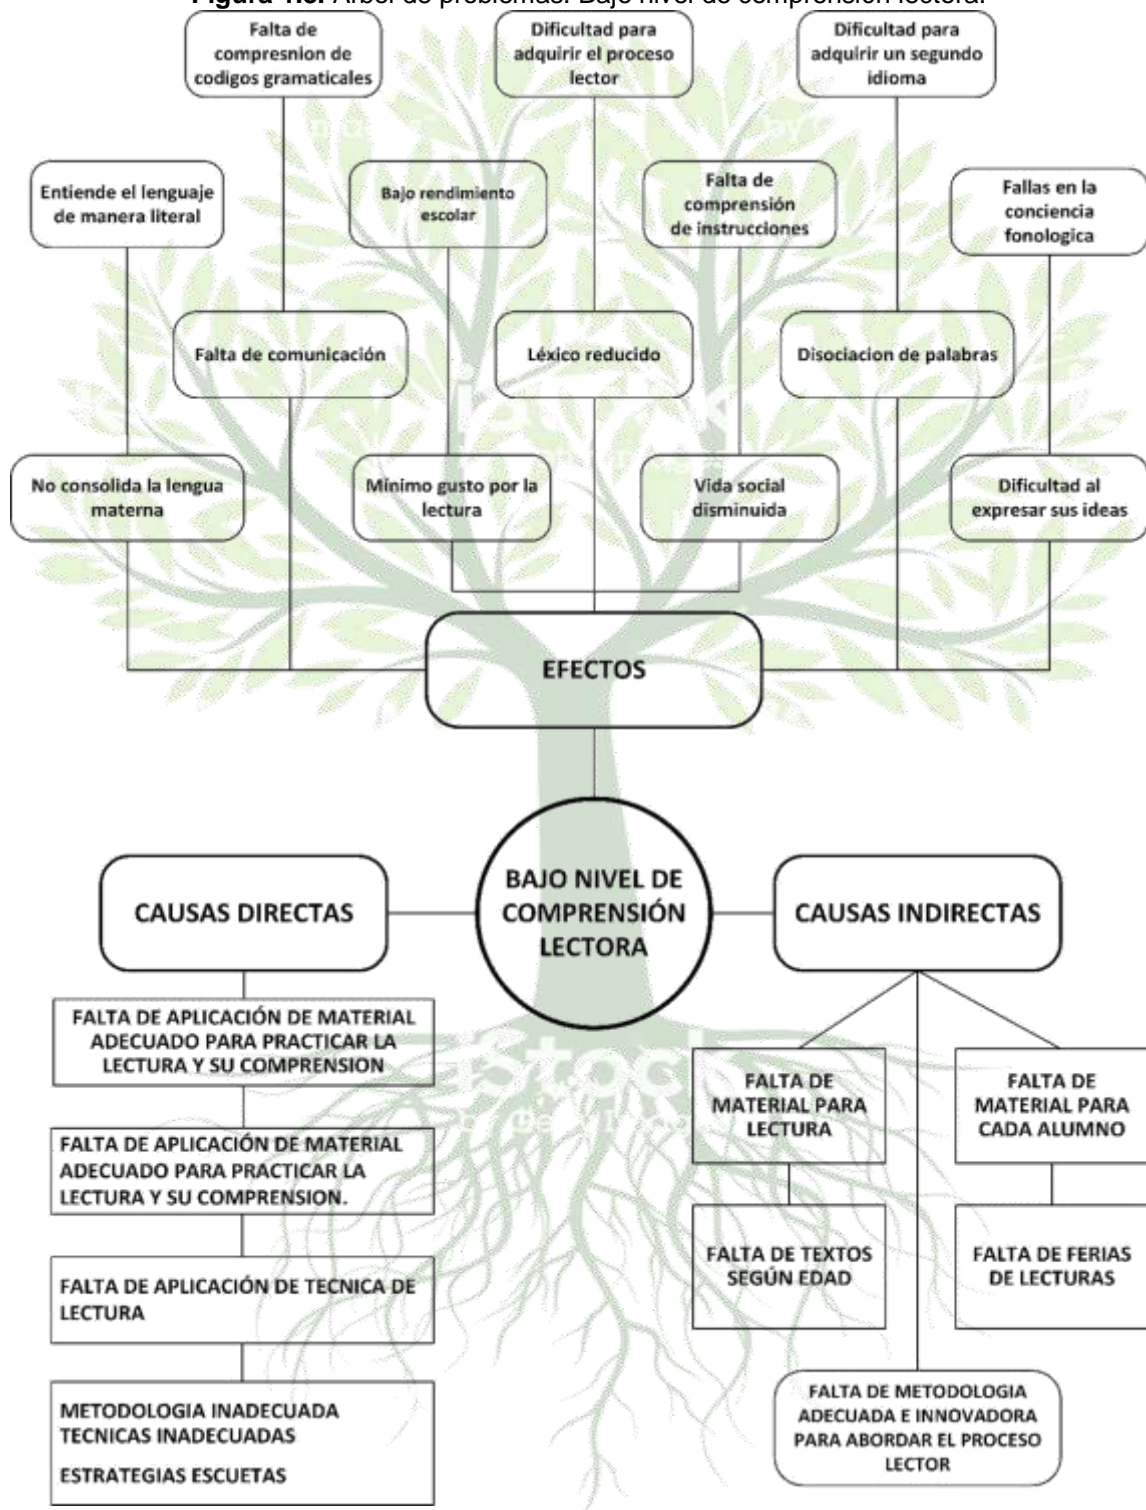 Figura 1.3. Árbol de problemas. Bajo nivel de comprensión lectora.
Falta de
compresnion de
codigos gramaticales
Dificultad para
adquirir el proceso
lector
Dificultad para
adquirir un segundo
idioma
Entiende el lenguaje
de manera literal
Bajo rendimiento
escolar
Falta de
comprensión
de instrucciones
Fallas en la
conciencia
fonologica
Falta de comunicación
Léxico reducido
Disociacion de palabras
No consolida la lengua
materna
Mínimo gusto por la
lectura
Vida social
disminuida
Dificultad al
expresar sus ideas
EFECTOS
BAJO NIVEL DE
COMPRENSIÓN
LECTORA
CAUSAS DIRECTAS
CAUSAS INDIRECTAS
FALTA DE APLICACIÓN DE MATERIAL
ADECUADO PARA PRACTICAR LA
LECTURA Y SU COMPRENSION
FALTA DE APLICACIÓN DE MATERIAL
ADECUADO PARA PRACTICAR LA
LECTURA Y SU COMPRENSION.
FALTA DE APLICACIÓN DE TECNICA DE
LECTURA
METODOLOGIA INADECUADA
TECNICAS INADECUADAS
ESTRATEGIAS ESCUETAS
FALTA DE
MATERIAL PARA
LECTURA
FALTA DE
MATERIAL PARA
CADA ALUMNO
FALTA DE TEXTOS
SEGÚN EDAD
FALTA DE FERIAS
DE LECTURAS
FALTA DE METODOLOGIA
ADECUADA E INNOVADORA
PARA ABORDAR EL PROCESO
LECTOR
iStock